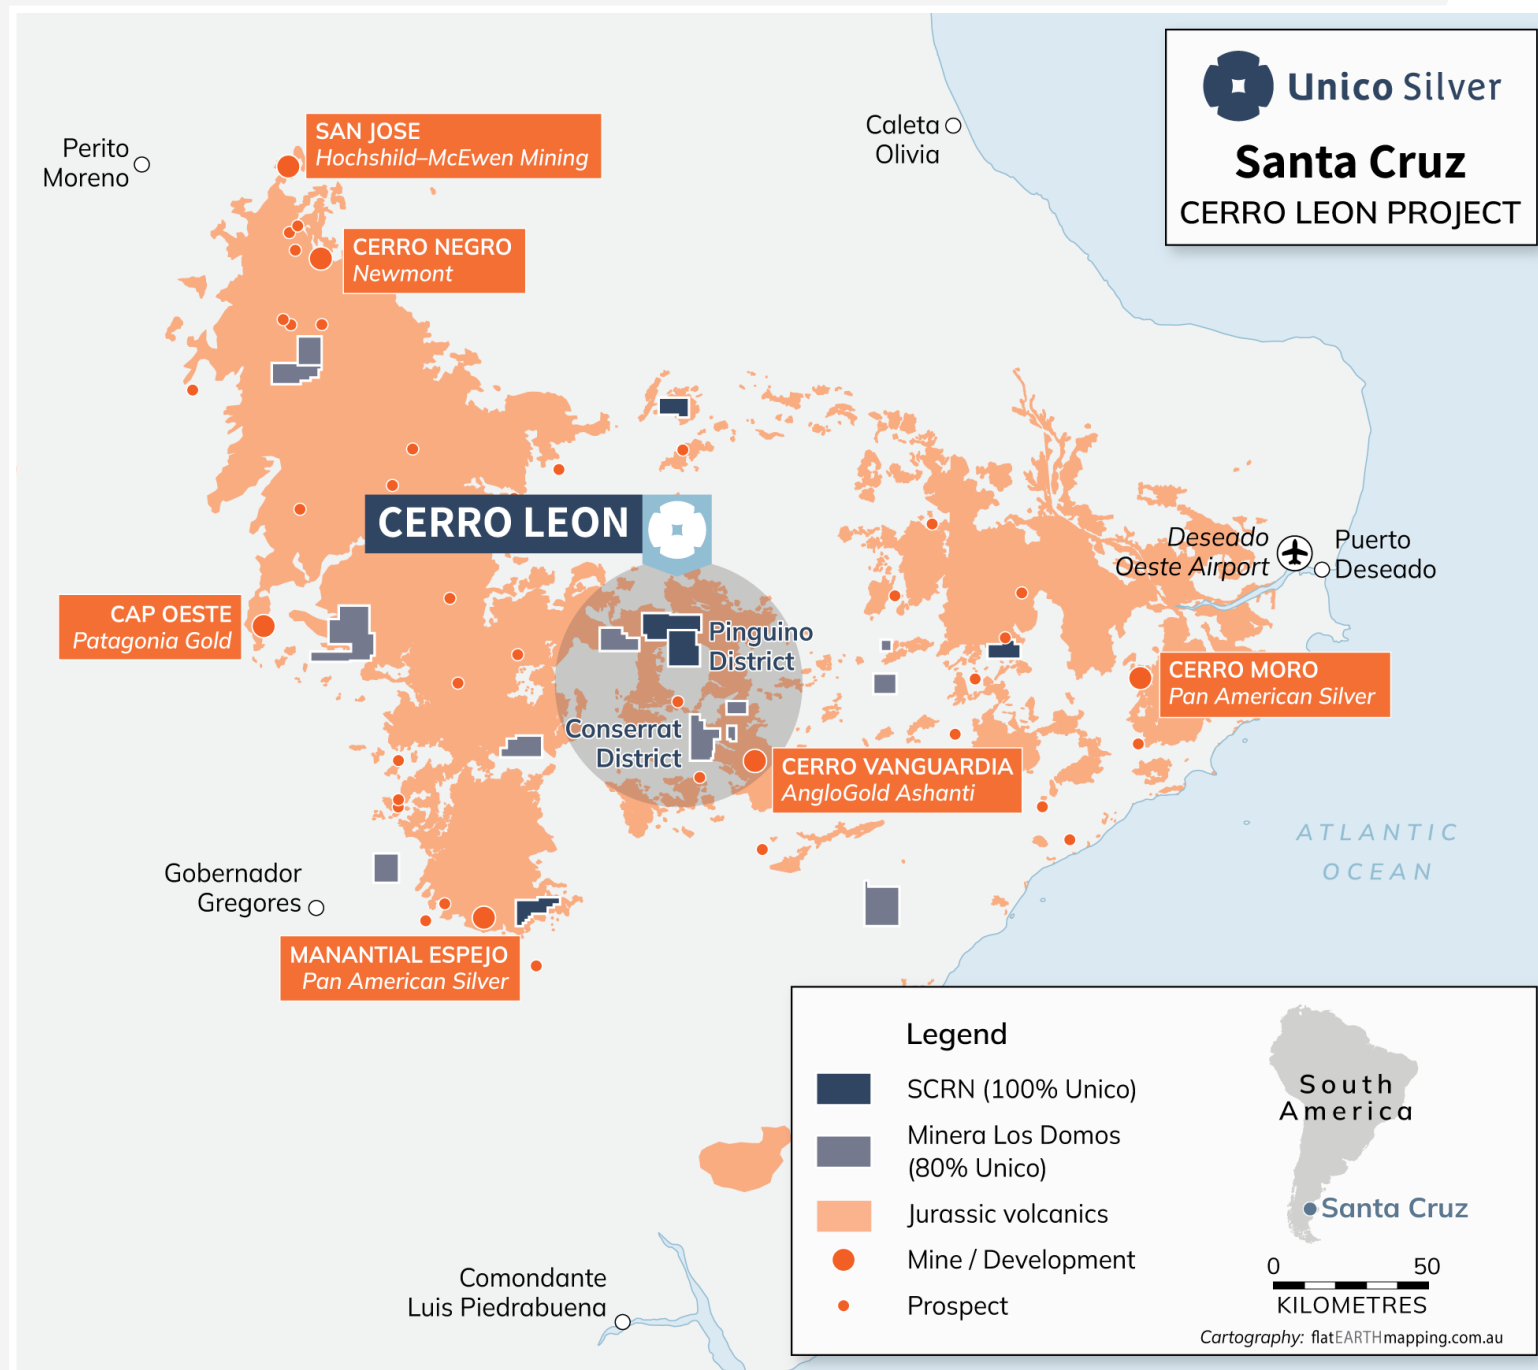 Unico Silver
Santa Cruz
CERRO LEON PROJECT
Perito
Moreno
SAN JOSE
Hochshild–McEwen Mining
Caleta
Olivia
CERRO NEGRO
Newmont
CERRO LEON
Deseado
Oeste Airport
Puerto
Deseado
CAP OESTE
Patagonia Gold
Pinguino
District
CERRO MORO
Pan American Silver
Conserrat
District
CERRO VANGUARDIA
AngloGold Ashanti
ATLANTIC
OCEAN
Gobernador
Gregores
MANANTIAL ESPEJO
Pan American Silver
Legend
SCRN (100% Unico)
Minera Los Domos
(80% Unico)
Jurassic volcanics
Mine / Development
Prospect
South
America
Santa Cruz
0 50
KILOMETRES
Cartography: flatEARTHmapping.com.au
Comondante
Luis Piedrabuena